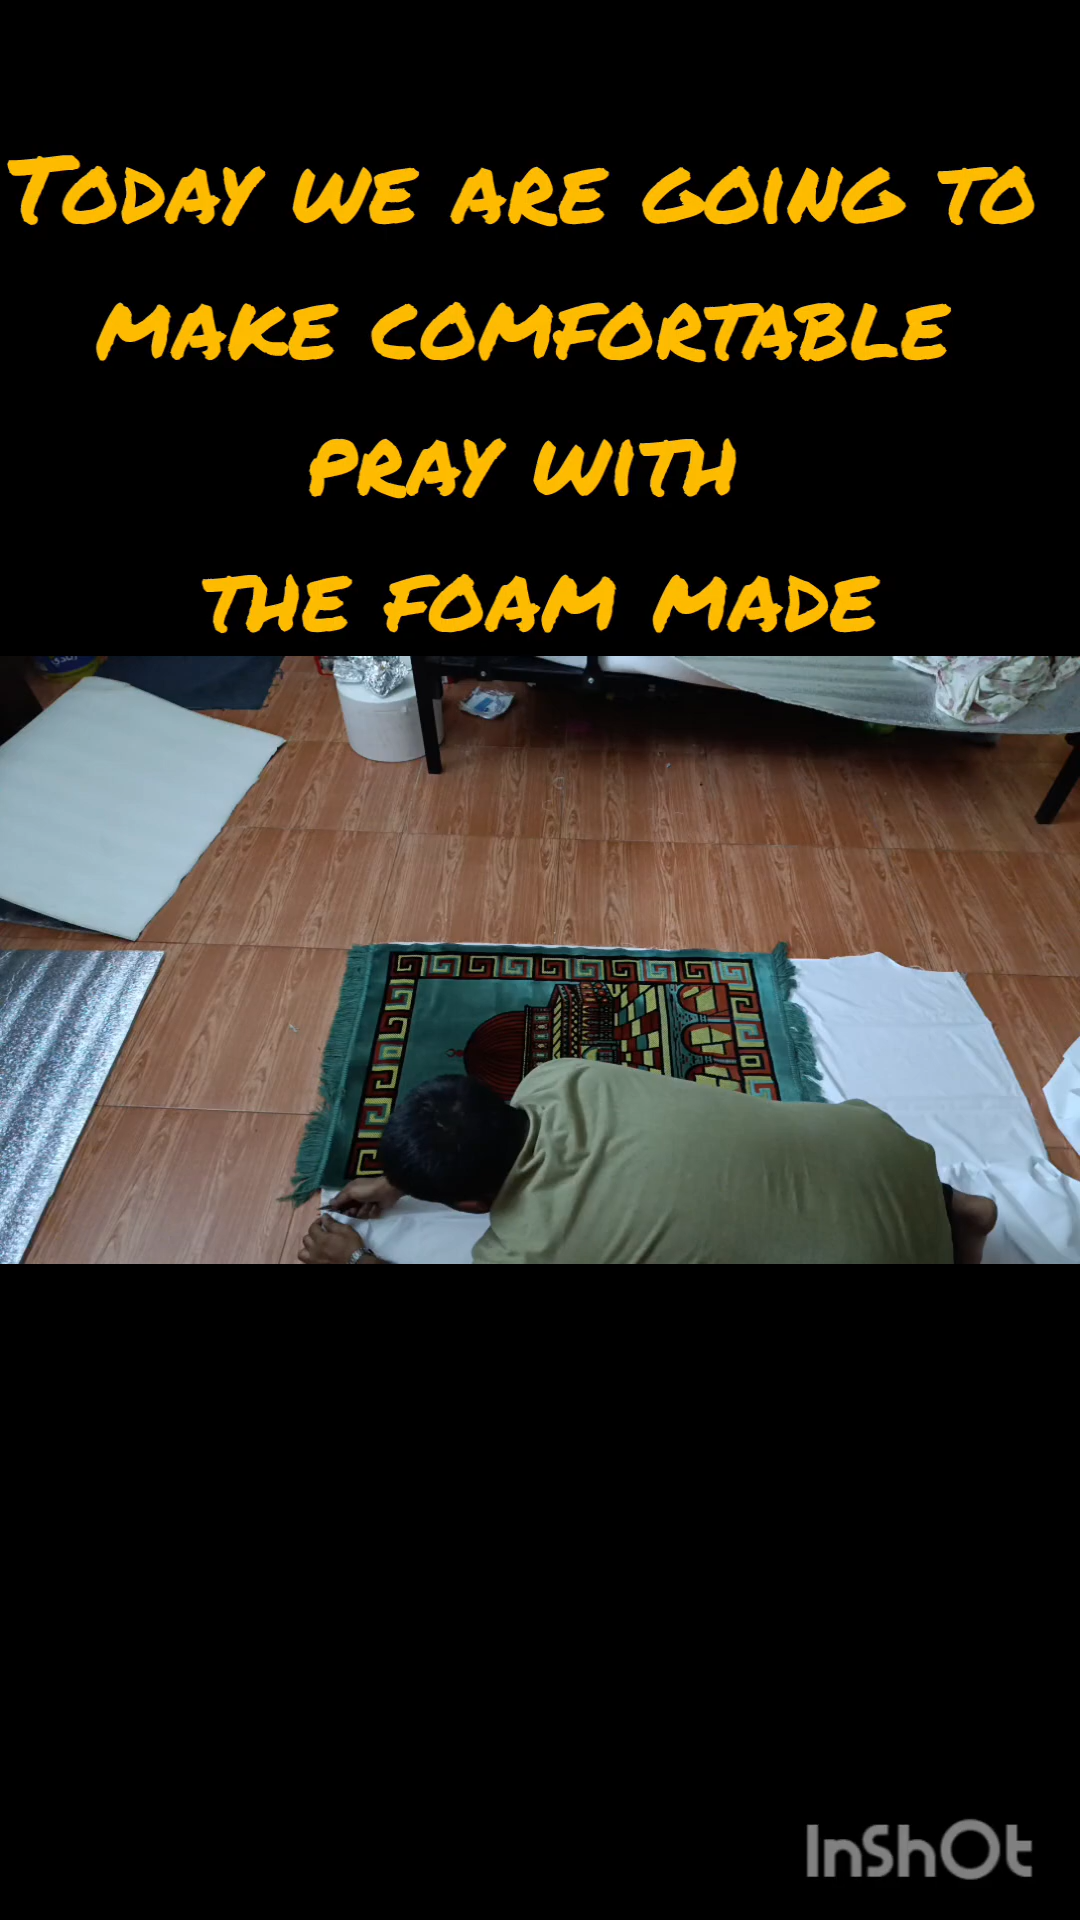 TODAY WE ARE GOING TO
MAKE COMFORTABLE
PRAY WITH
THE FOAM MADE
InShOt